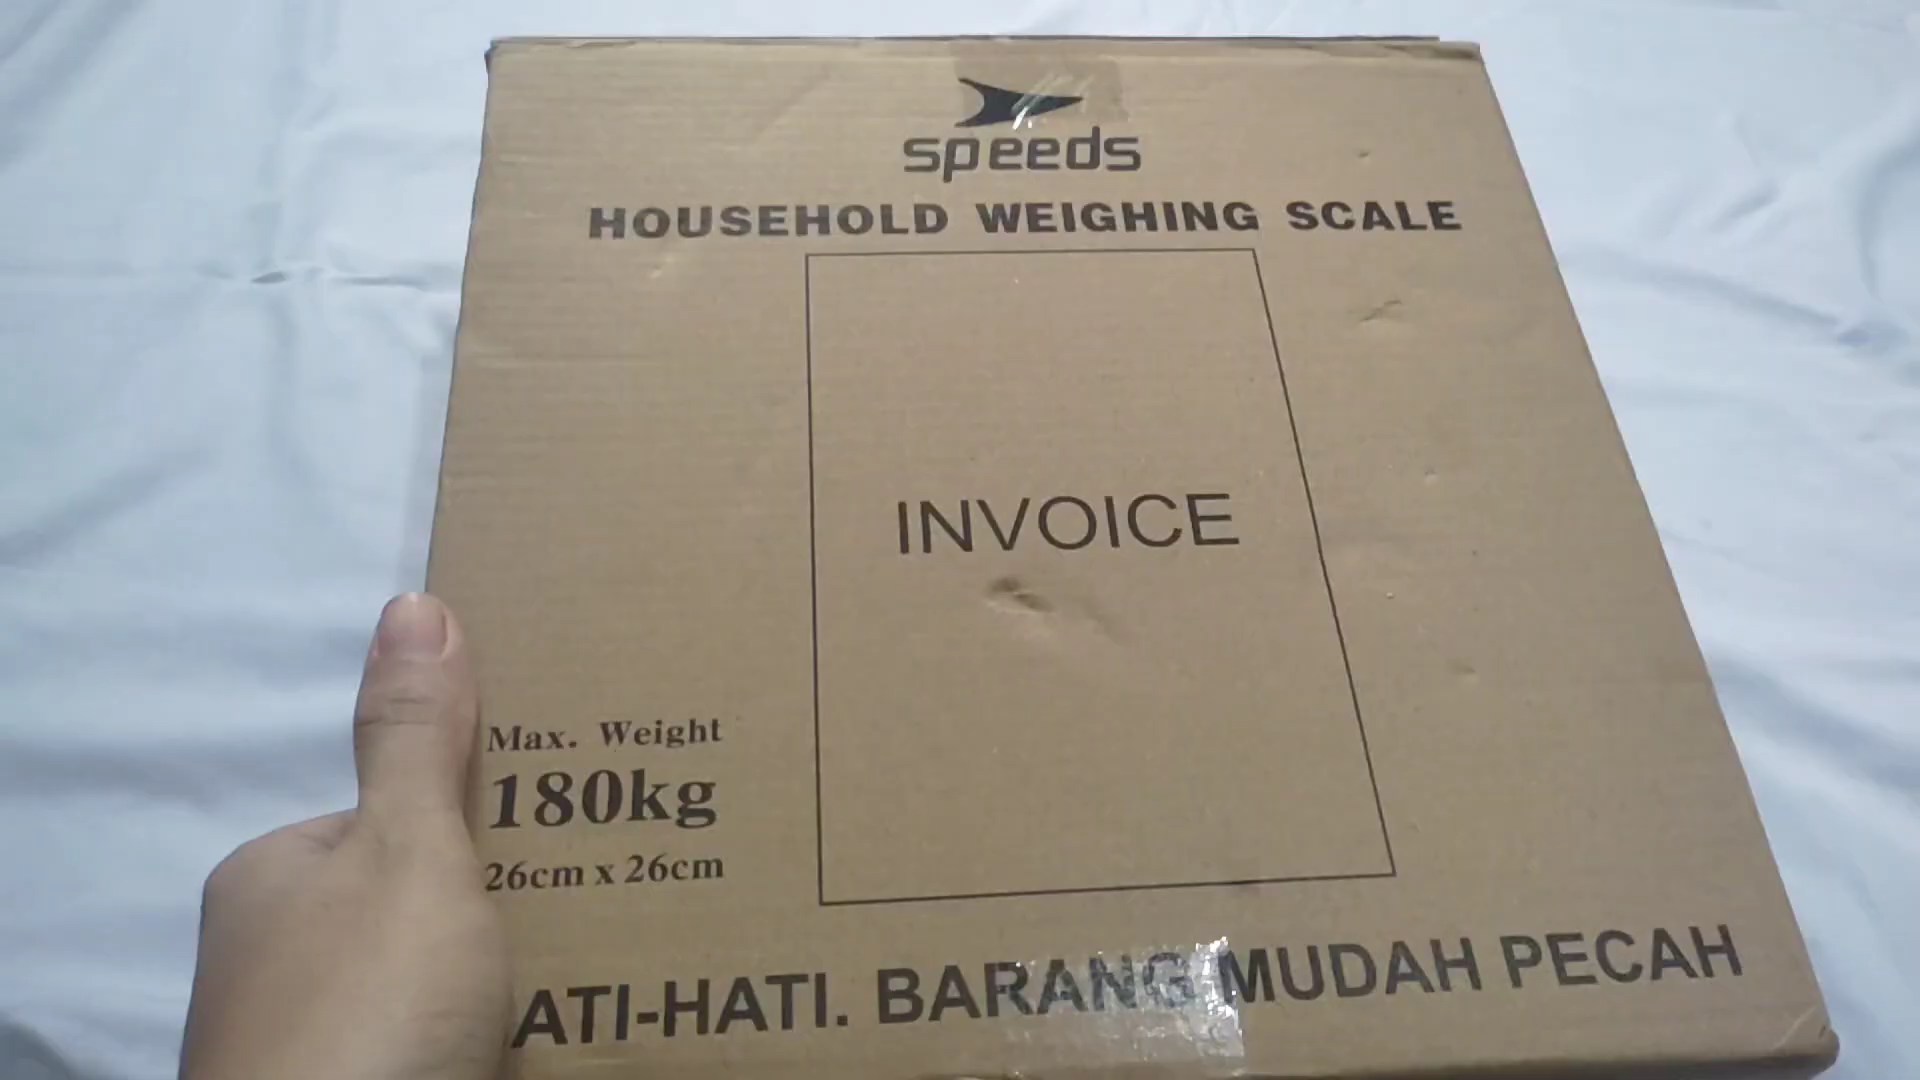 speeds
HOUSEHOLD WEIGHING SCALE
INVOICE
Max. Weight
180kg
26cm x 26cm
ATI-HATI. BARANG MUDAH PECAH